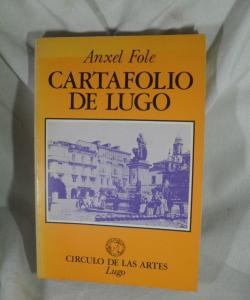 Anxel Fole
CARTAFOLIO
DE LUGO
CIRCULO DE LAS ARTES
Lugo